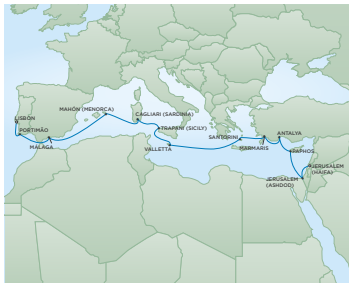 LISBON
PORTIMÃO
MÁLAGA
MAHÓN (MENORCA)
CAGLIARI (SARDINIA)
TRAPANI (SICILY)
VALLETTA
SANTORINI
MARMARIS
ANTALYA
PAPHOS
JERUSALEM
(HAIFA)
JERUSALEM
(ASHDOD)